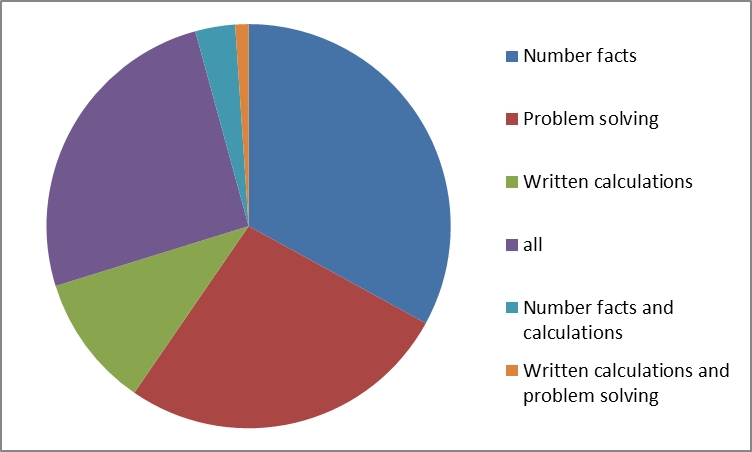 Number facts
Problem solving
Written calculations
all
Number facts and
calculations
Written calculations and
problem solving